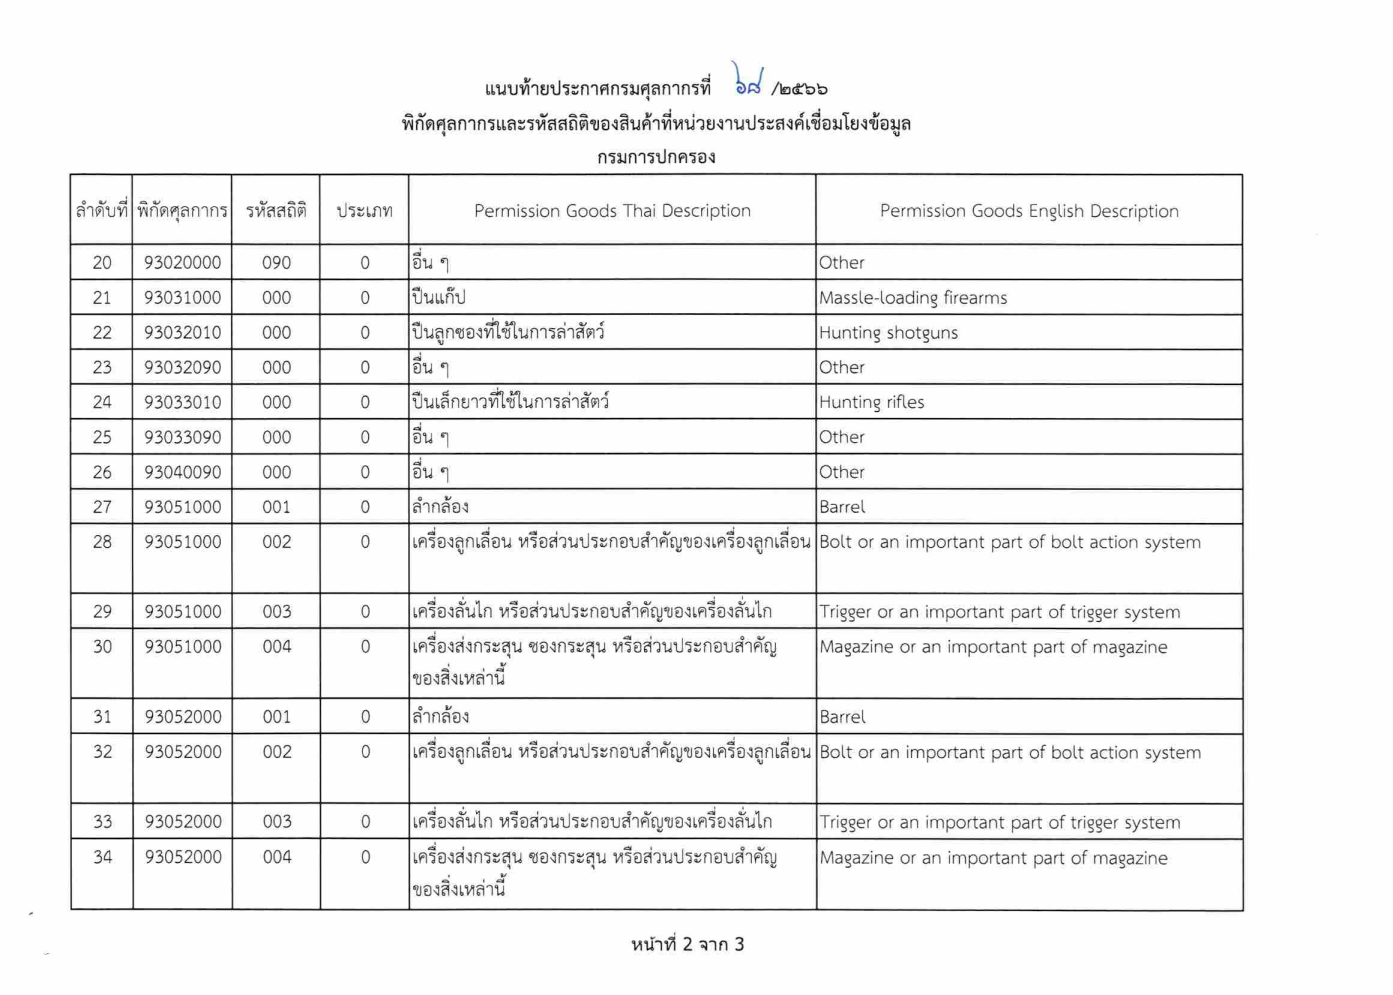 แนบท้ายประกาศกรมศุลกากรที่ ๖๘ /๒๕๖๖
พิกัดศุลกากรและรหัสสถิติของสินค้าที่หน่วยงานประสงค์เชื่อมโยงข้อมูล
กรมการปกครอง
ลำดับที่ พิกัดศุลกากร รหัสสถิติ ประเภท Permission Goods Thai Description Permission Goods English Description
20 93020000 090 0 อื่น ๆ Other
21 93031000 000 0 ปืนแก๊ป Massle-loading firearms
22 93032010 000 0 ปืนลูกซองที่ใช้ในการล่าสัตว์ Hunting shotguns
23 93032090 000 0 อื่น ๆ Other
24 93033010 000 0 ปืนเล็กยาวที่ใช้ในการล่าสัตว์ Hunting rifles
25 93033090 000 0 อื่น ๆ Other
26 93040090 000 0 อื่น ๆ Other
27 93051000 001 0 ลำกล้อง Barrel
28 93051000 002 0 เครื่องลูกเลื่อน หรือส่วนประกอบสำคัญของเครื่องลูกเลื่อน Bolt or an important part of bolt action system
29 93051000 003 0 เครื่องลั่นไก หรือส่วนประกอบสำคัญของเครื่องลั่นไก Trigger or an important part of trigger system
30 93051000 004 0 เครื่องส่งกระสุน ซองกระสุน หรือส่วนประกอบสำคัญ Magazine or an important part of magazine
ของสิ่งเหล่านี้
31 93052000 001 0 ลำกล้อง Barrel
32 93052000 002 0 เครื่องลูกเลื่อน หรือส่วนประกอบสำคัญของเครื่องลูกเลื่อน Bolt or an important part of bolt action system
33 93052000 003 0 เครื่องลั่นไก หรือส่วนประกอบสำคัญของเครื่องลั่นไก Trigger or an important part of trigger system
34 93052000 004 0 เครื่องส่งกระสุน ซองกระสุน หรือส่วนประกอบสำคัญ Magazine or an important part of magazine
ของสิ่งเหล่านี้
หน้าที่ 2 จาก 3